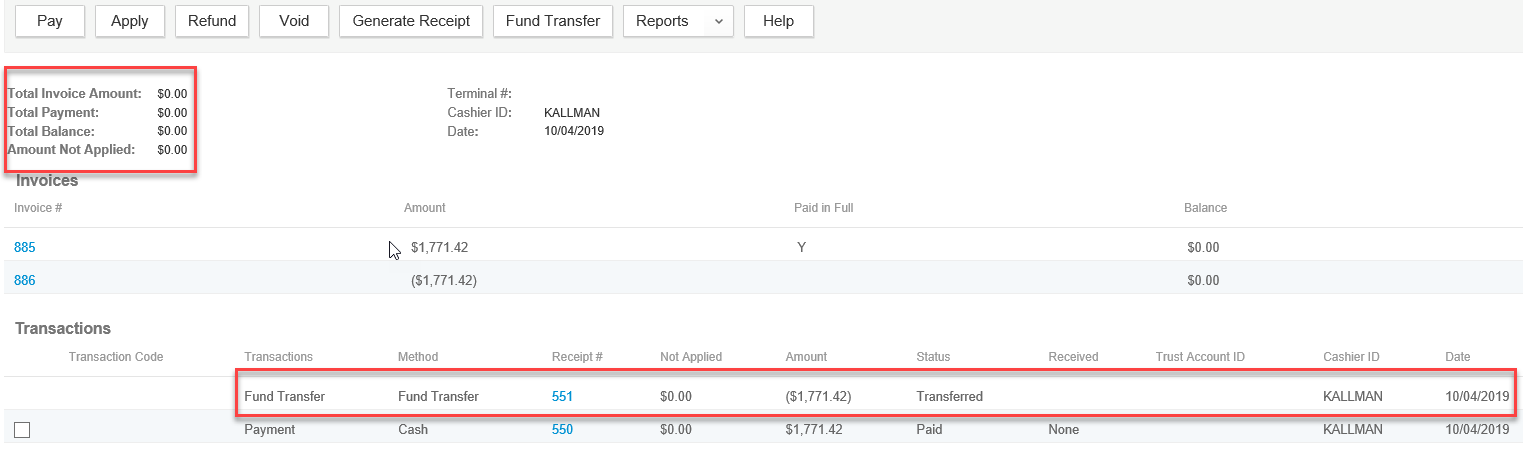 Pay Apply Refund Void Generate Receipt Fund Transfer Reports Help
Total Invoice Amount: $0.00 Terminal #:
Total Payment: $0.00 Cashier ID: KALLMAN
Total Balance: $0.00 Date: 10/04/2019
Amount Not Applied: $0.00
Invoices
Invoice # Amount Paid in Full Balance
885 $1,771.42 Y $0.00
886 ($1,771.42) $0.00
Transactions
Transaction Code Transactions Method Receipt # Not Applied Amount Status Received Trust Account ID Cashier ID Date
Fund Transfer Fund Transfer 551 $0.00 ($1,771.42) Transferred KALLMAN 10/04/2019
Payment Cash 550 $0.00 $1,771.42 Paid None KALLMAN 10/04/2019